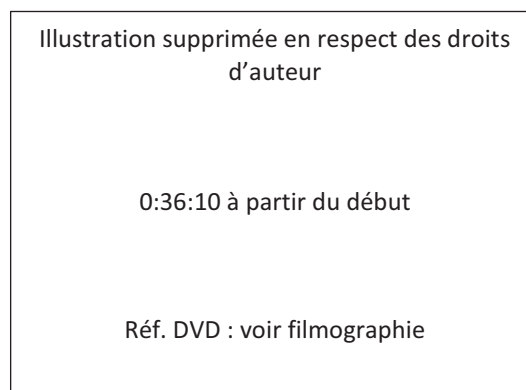 Illustration supprimée en respect des droits
d’auteur
0:36:10 à partir du début
Réf. DVD : voir filmographie